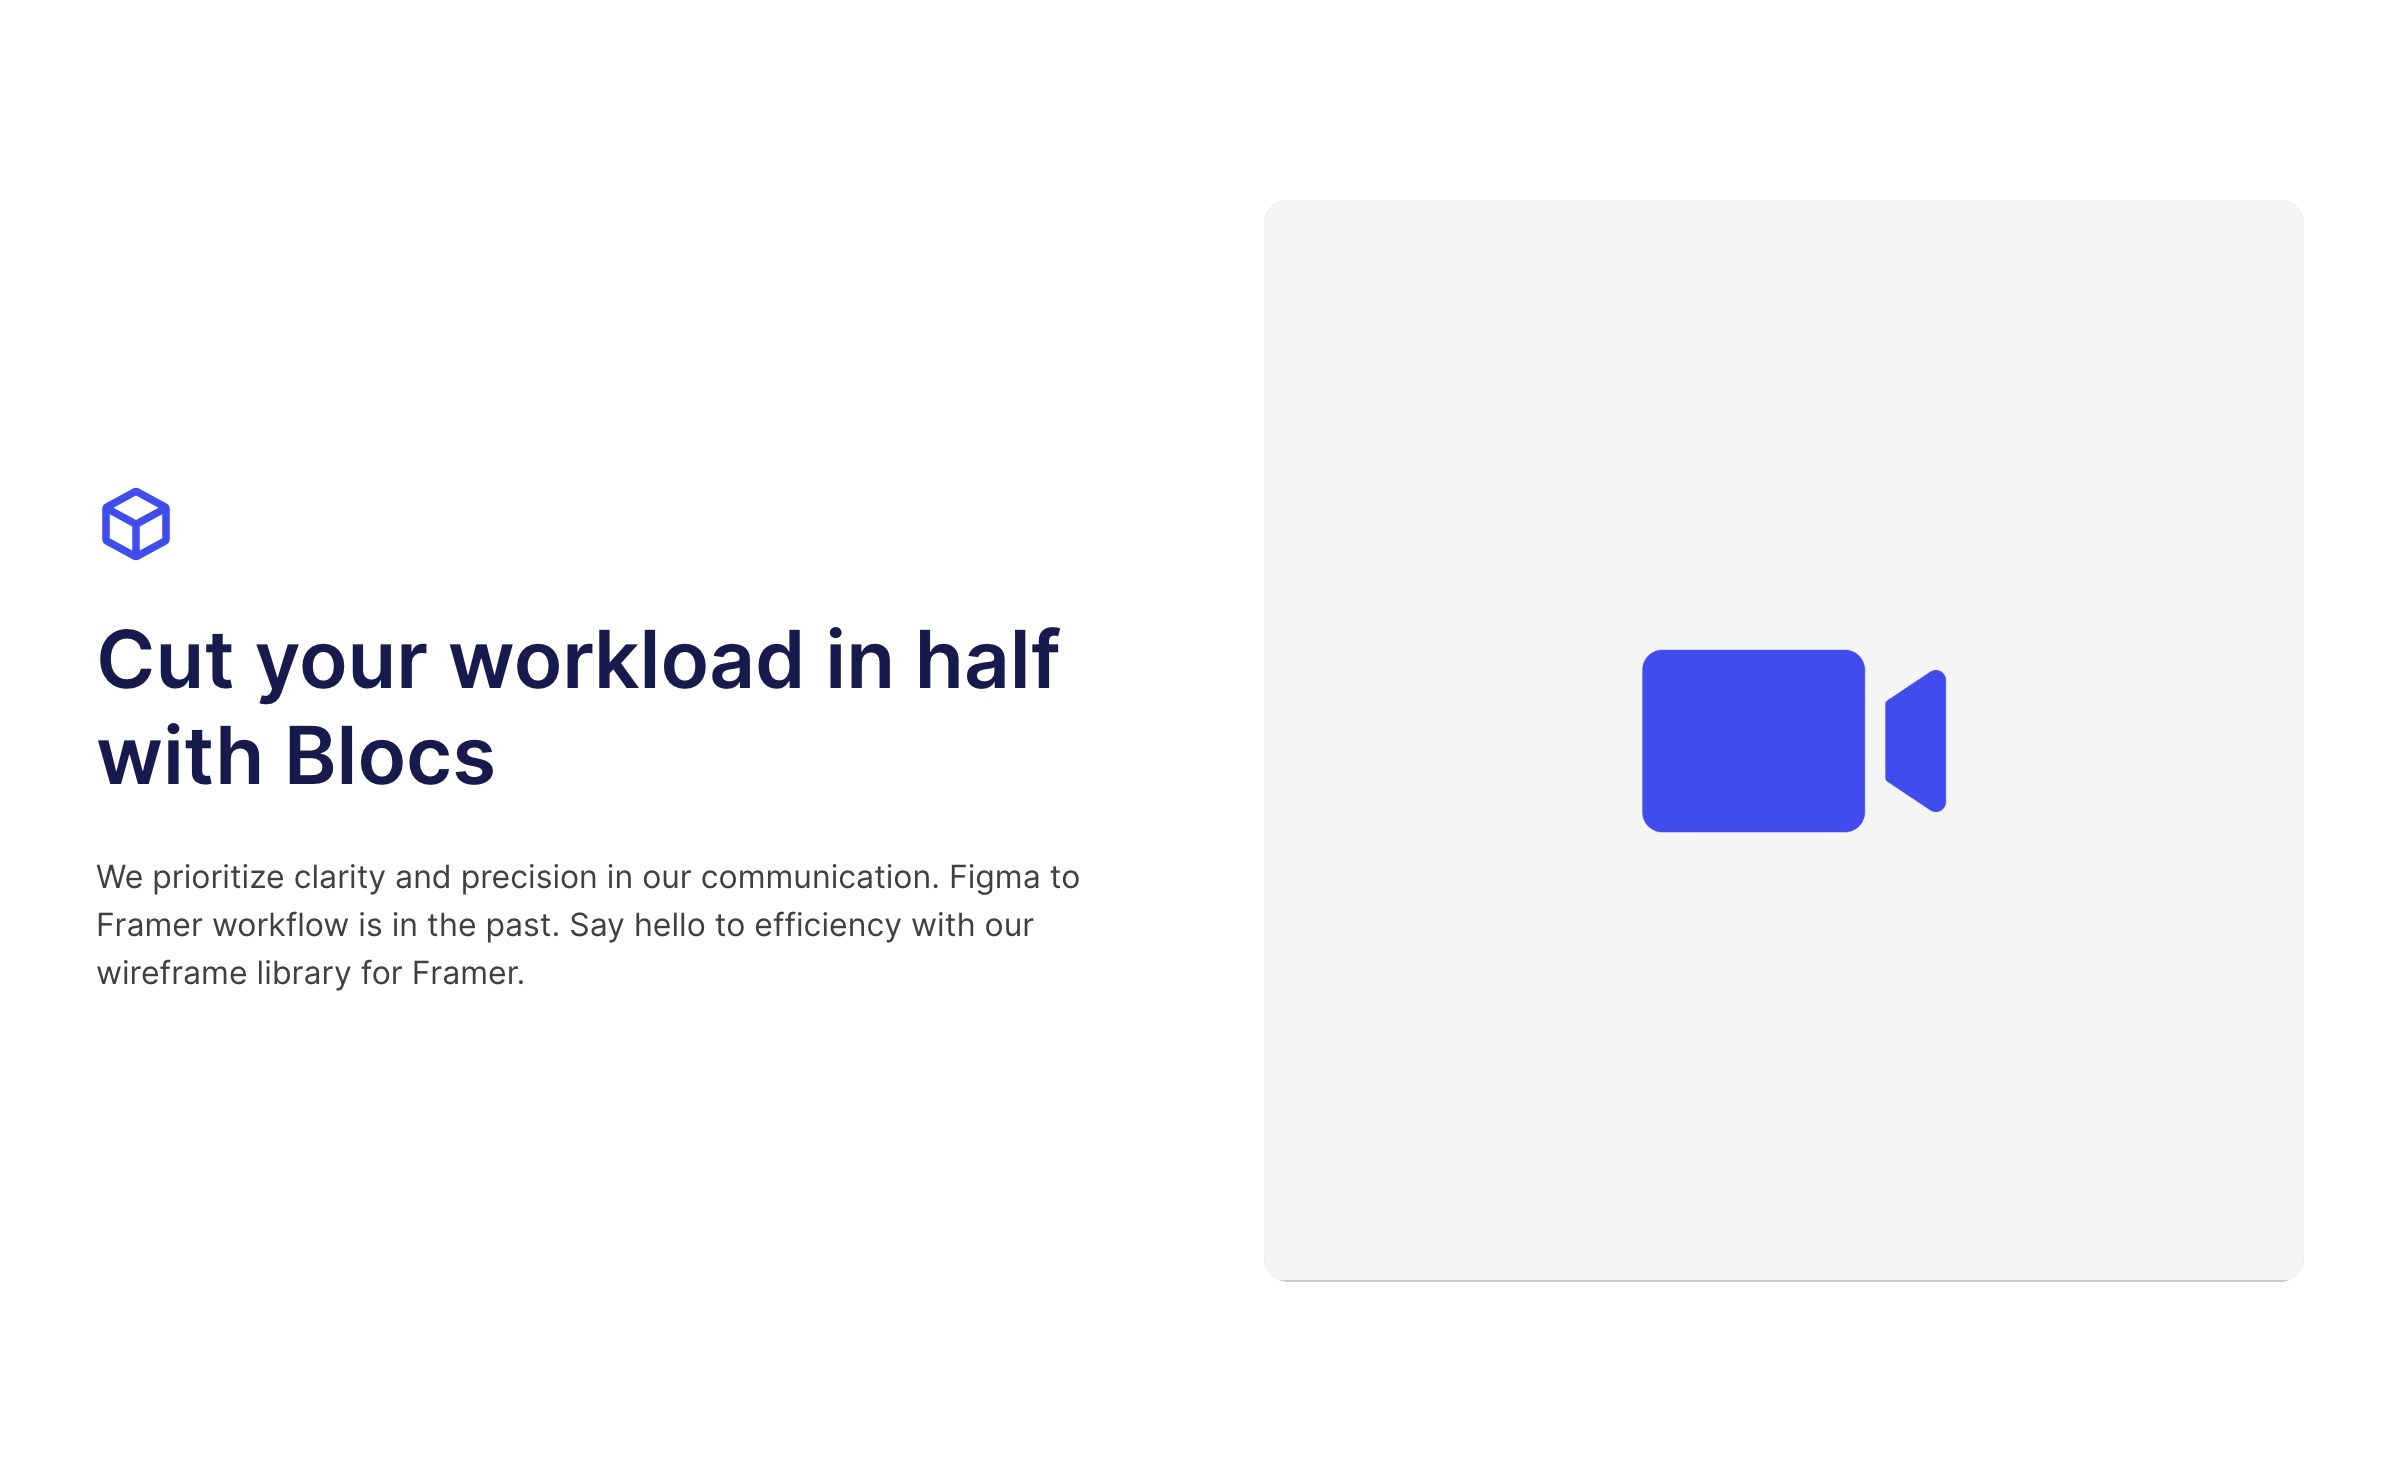 Cut your workload in half
with Blocs
We prioritize clarity and precision in our communication. Figma to
Framer workflow is in the past. Say hello to efficiency with our
wireframe library for Framer.